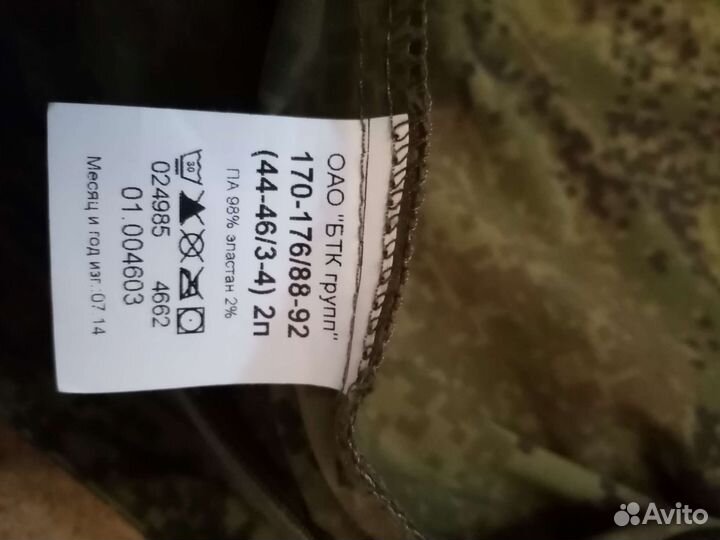 ОАО "БТК групп"
170-176/88-92
(44-46/3-4) 2п
ПА 98% эластан 2%
30
024985 4662
01.004603
Месяц и год изг.:07.14
Avito